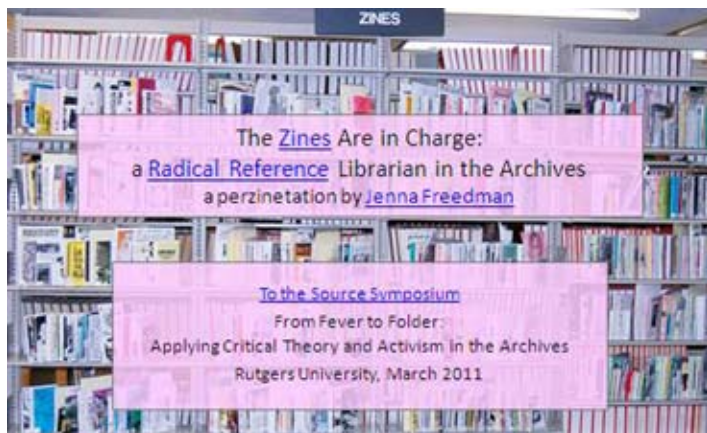 ZINES
The Zines Are in Charge:
a Radical Reference Librarian in the Archives
a perzinetation by Jenna Freedman
To the Source Symposium
From Fever to Folder:
Applying Critical Theory and Activism in the Archives
Rutgers University, March 2011